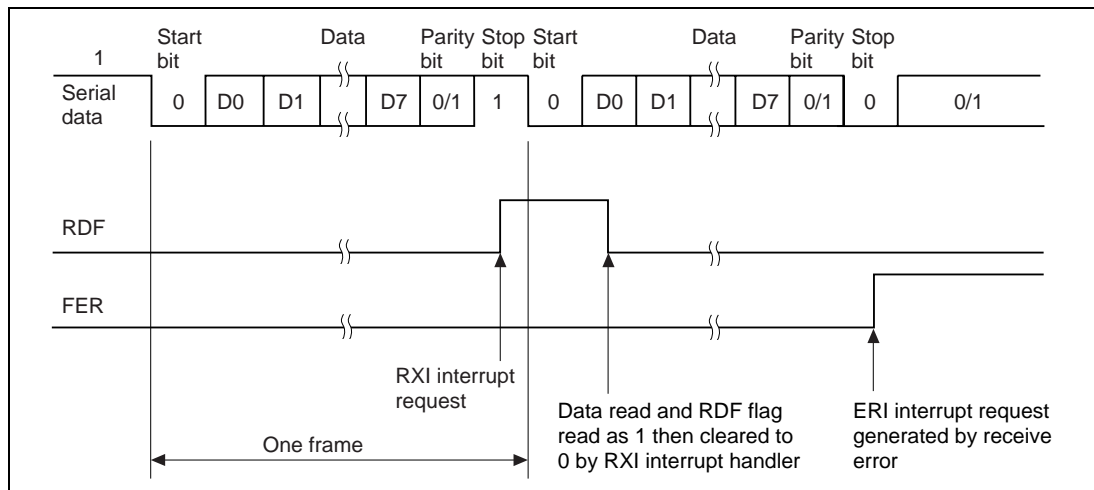 Start bit
Data
Parity bit
Stop bit
Start bit
Data
Parity bit
Stop bit
1
Serial data
0 D0 D1 D7 0/1 1 0 D0 D1 D7 0/1 0 0/1
RDF
FER
RXI interrupt
request
Data read and RDF flag
read as 1 then cleared to
0 by RXI interrupt handler
ERI interrupt request
generated by receive
error
One frame